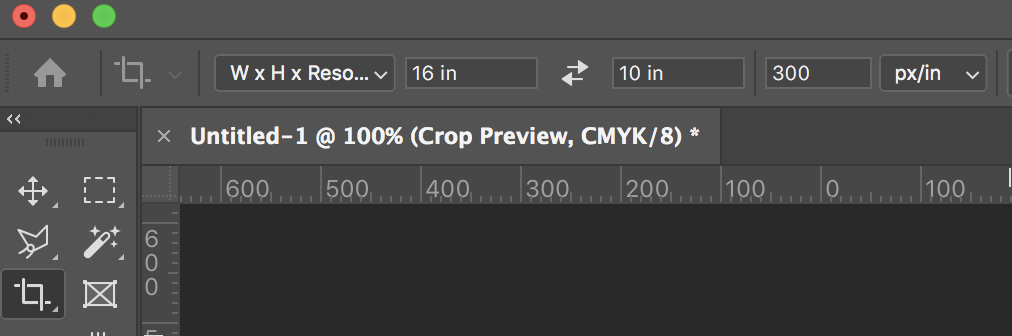 W x H x Reso... 16 in 10 in 300 px/in
Untitled-1 @ 100% (Crop Preview, CMYK/8) *
600 500 400 300 200 100 0 100
6
0
0